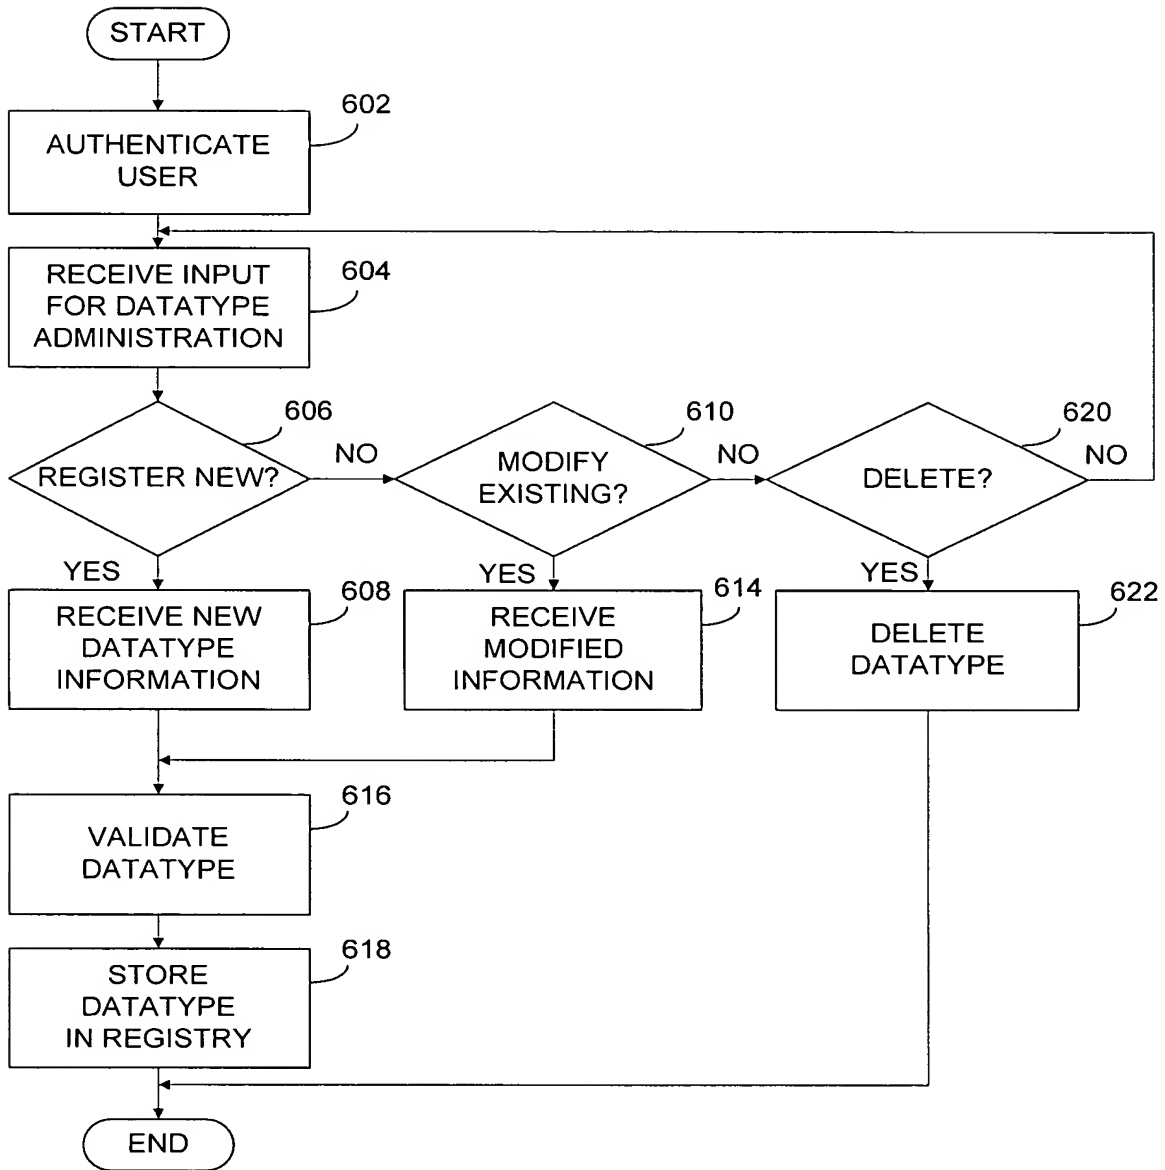 START
602
AUTHENTICATE
USER
604
RECEIVE INPUT
FOR DATATYPE
ADMINISTRATION
606
REGISTER NEW?
NO
610
MODIFY
EXISTING?
NO
620
DELETE?
NO
YES
YES
YES
608
RECEIVE NEW
DATATYPE
INFORMATION
614
RECEIVE
MODIFIED
INFORMATION
622
DELETE
DATATYPE
616
VALIDATE
DATATYPE
618
STORE
DATATYPE
IN REGISTRY
END